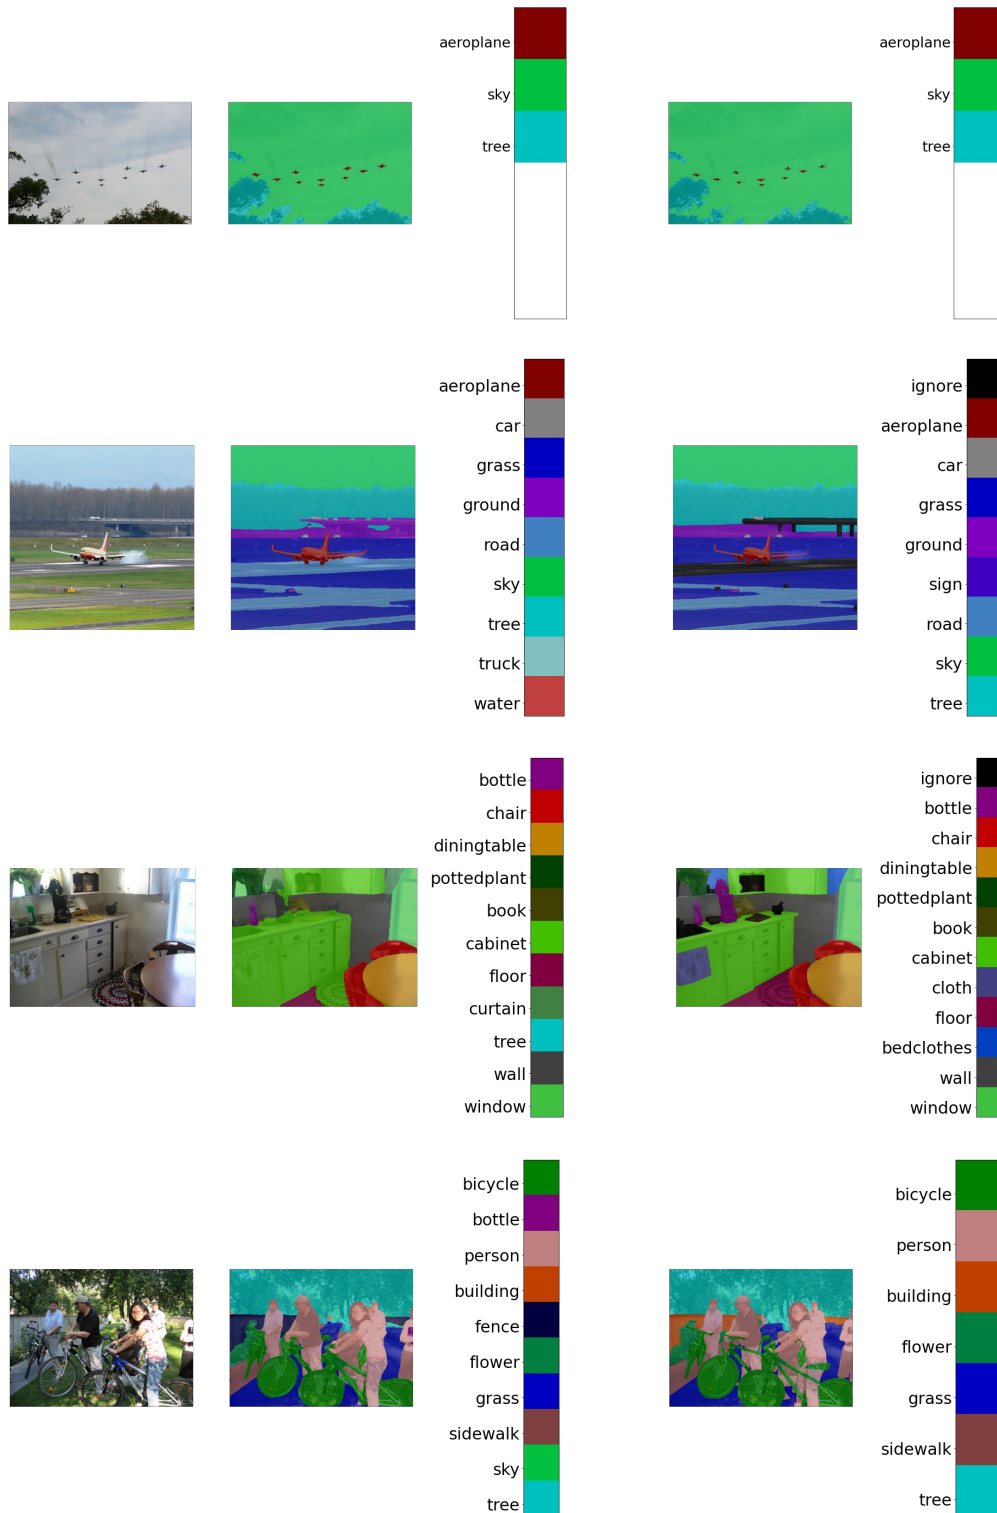 aeroplane
sky
tree
aeroplane
sky
tree
aeroplane
car
grass
ground
road
sky
tree
truck
water
ignore
aeroplane
car
grass
ground
sign
road
sky
tree
bottle
chair
diningtable
pottedplant
book
cabinet
floor
curtain
tree
wall
window
ignore
bottle
chair
diningtable
pottedplant
book
cabinet
cloth
floor
bedclothes
wall
window
bicycle
bottle
person
building
fence
flower
grass
sidewalk
sky
tree
bicycle
person
building
flower
grass
sidewalk
tree